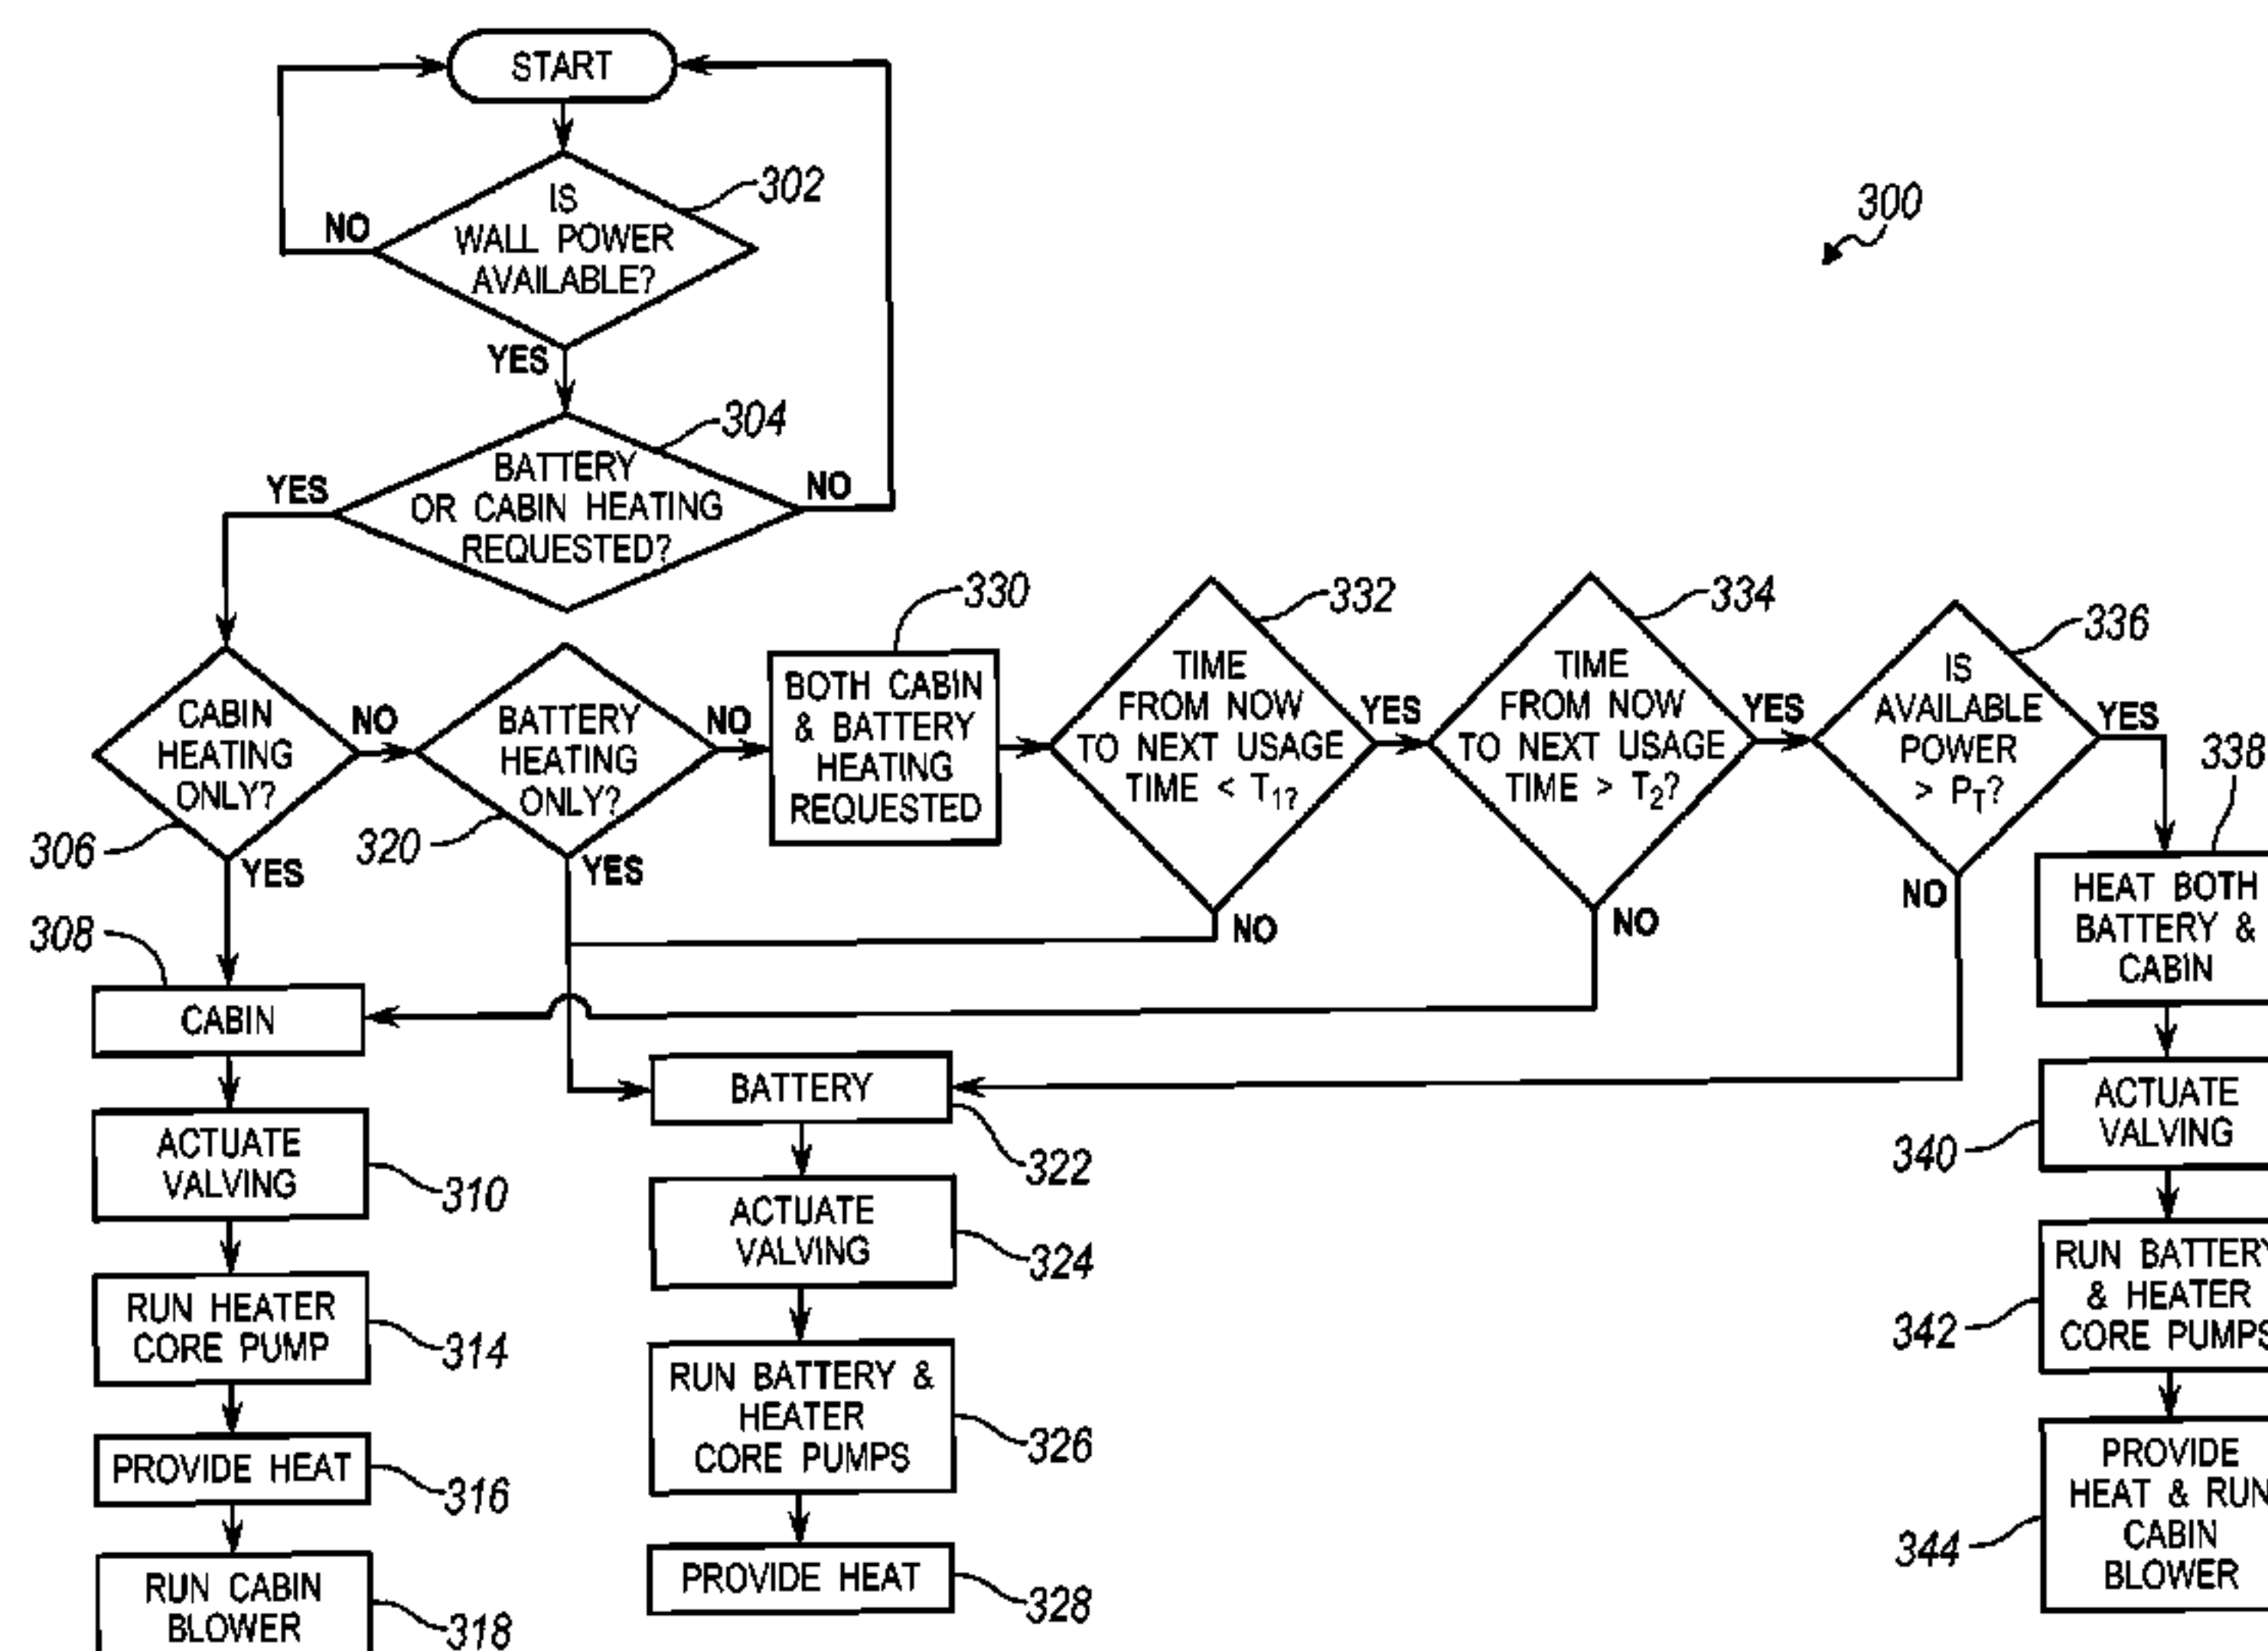 START
302
IS
WALL POWER
AVAILABLE?
NO
YES
300
304
BATTERY
OR CABIN HEATING
REQUESTED?
YES
NO
306
CABIN
HEATING
ONLY?
NO
YES
320
BATTERY
HEATING
ONLY?
NO
YES
330
BOTH CABIN
& BATTERY
HEATING
REQUESTED
332
TIME
FROM NOW
TO NEXT USAGE
TIME < T1?
YES
NO
334
TIME
FROM NOW
TO NEXT USAGE
TIME > T2?
YES
NO
336
IS
AVAILABLE
POWER
> PT?
YES
NO
308
CABIN
ACTUATE
VALVING
310
RUN HEATER
CORE PUMP
314
PROVIDE HEAT
316
RUN CABIN
BLOWER
318
BATTERY
322
ACTUATE
VALVING
324
RUN BATTERY &
HEATER
CORE PUMPS
326
PROVIDE HEAT
328
338
HEAT BOTH
BATTERY &
CABIN
ACTUATE
VALVING
340
RUN BATTERY
& HEATER
CORE PUMPS
342
PROVIDE
HEAT & RUN
CABIN
BLOWER
344